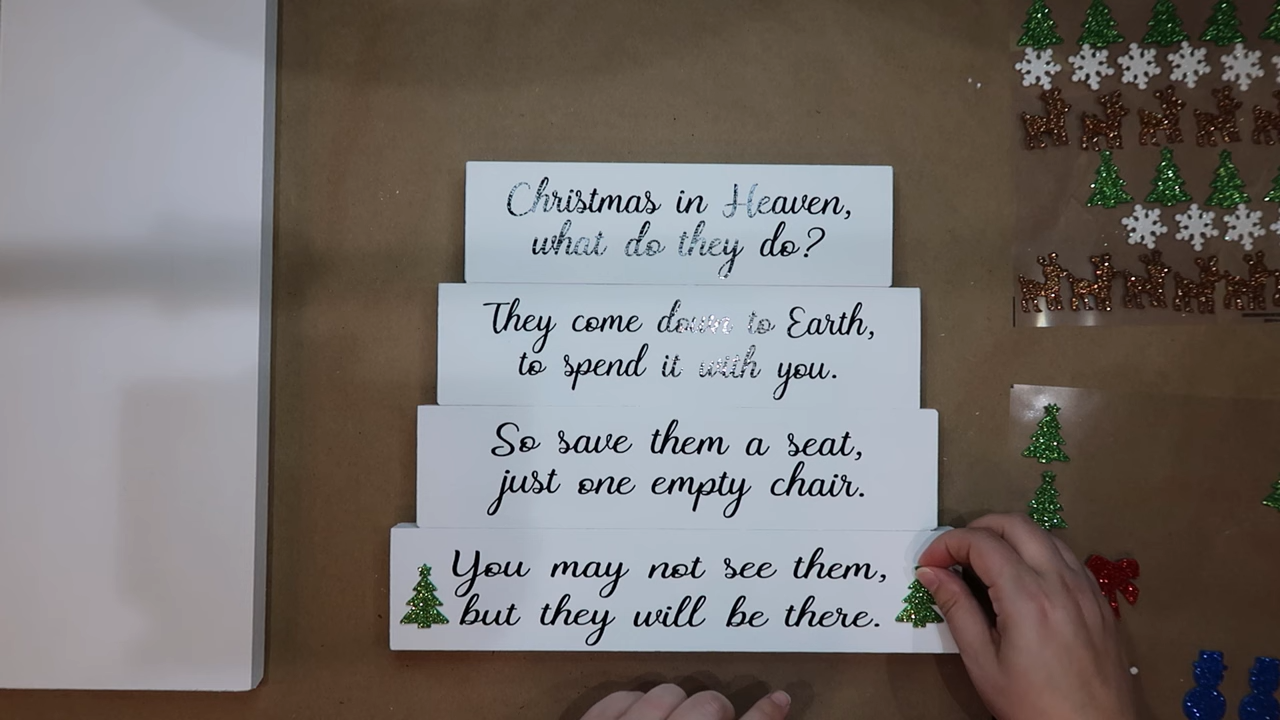 Christmas in Heaven,
what do they do?
They come down to Earth,
to spend it with you.
So save them a seat,
just one empty chair.
You may not see them,
but they will be there.